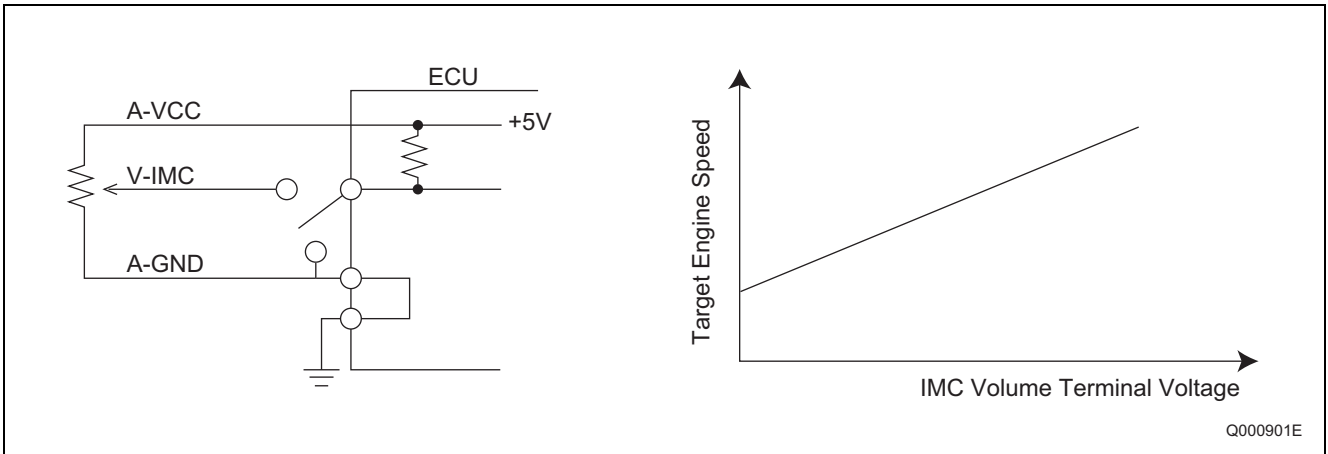 ECU
A-VCC
+5V
V-IMC
A-GND
Target Engine Speed
IMC Volume Terminal Voltage
Q000901E